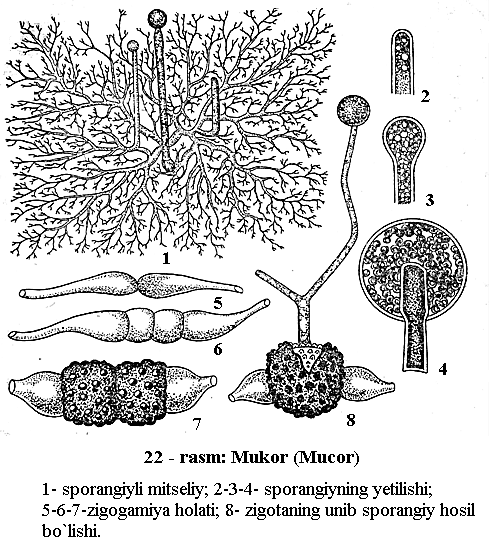 1
2
3
4
5
6
7
8
22 - rasm: Mukor (Mucor)
1- sporangiyli mitseliy; 2-3-4- sporangiyning yetilishi;
5-6-7-zigogamiya holati; 8- zigotaning unib sporangiy hosil
bo`lishi.